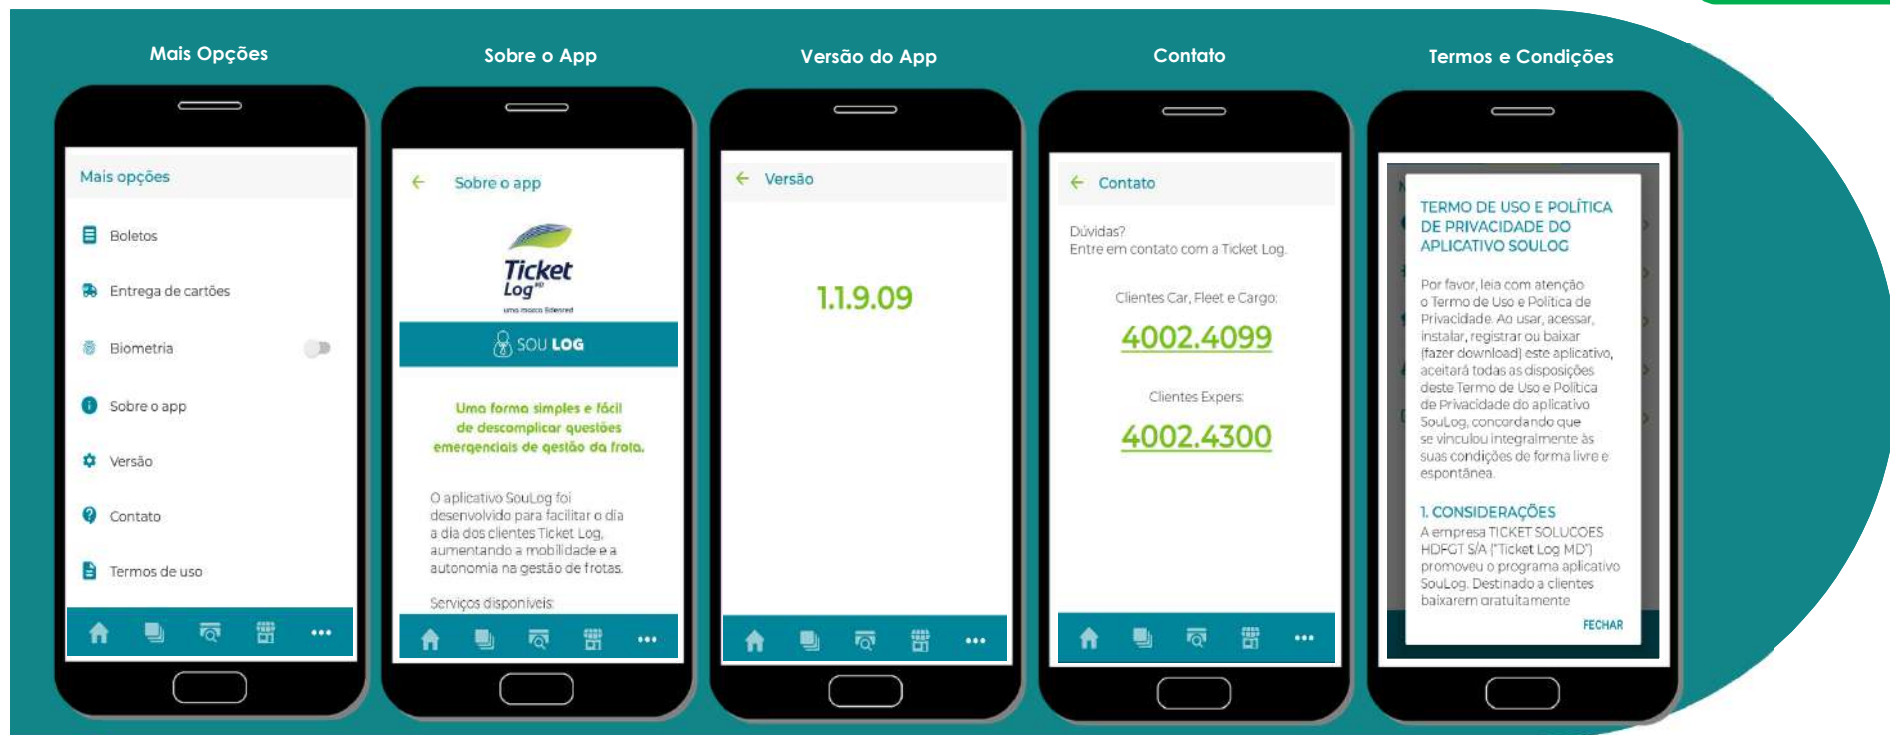 Mais Opções
Sobre o App
Versão do App
Contato
Termos e Condições
Mais opções
Boletos
Entrega de cartões
Biometria
Sobre o app
Versão
Contato
Termos de uso
Sobre o app
Ticket
Log MD
uma marca Edenred
SOU LOG
Uma forma simples e fácil
de descomplicar questões
emergenciais de gestão da frota.
O aplicativo SouLog foi
desenvolvido para facilitar o dia
a dia dos clientes Ticket Log,
aumentando a mobilidade e a
autonomia na gestão de frotas.
Serviços disponíveis:
Versão
1.1.9.09
Contato
Dúvidas?
Entre em contato com a Ticket Log.
Clientes Car, Fleet e Cargo:
4002.4099
Clientes Expers:
4002.4300
TERMO DE USO E POLÍTICA
DE PRIVACIDADE DO
APLICATIVO SOULOG
Por favor, leia com atenção
o Termo de Uso e Política de
Privacidade. Ao usar, acessar,
instalar, registrar ou baixar
(fazer download) este aplicativo,
aceitará todas as disposições
deste Termo de Uso e Política
de Privacidade do aplicativo
SouLog, concordando que
se vinculou integralmente às
suas condições de forma livre e
espontânea.
1. CONSIDERAÇÕES
A empresa TICKET SOLUCOES
HDFGT S/A ("Ticket Log MD")
promoveu o programa aplicativo
SouLog. Destinado a clientes
baixarem gratuitamente
FECHAR